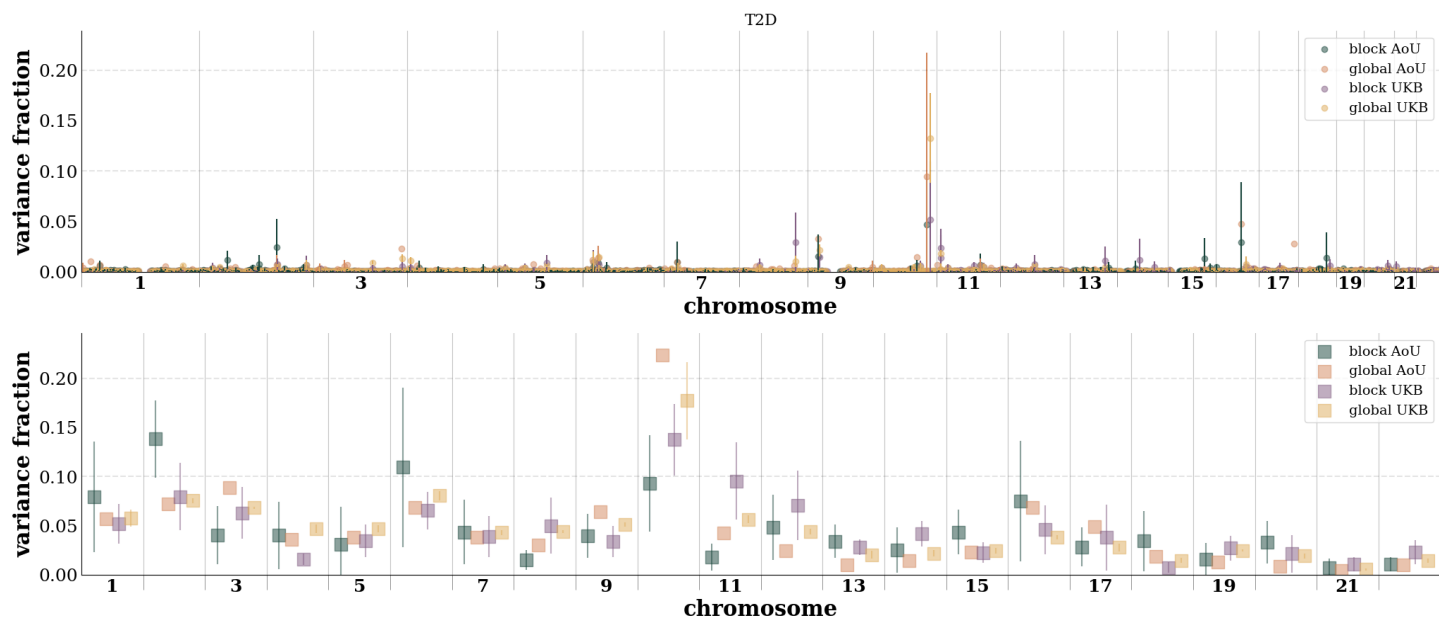 T2D
variance fraction
0.20
0.15
0.10
0.05
0.00
block AoU
global AoU
block UKB
global UKB
1 3 5 7 9 11 13 15 17 19 21
chromosome
variance fraction
0.20
0.15
0.10
0.05
0.00
block AoU
global AoU
block UKB
global UKB
1 3 5 7 9 11 13 15 17 19 21
chromosome